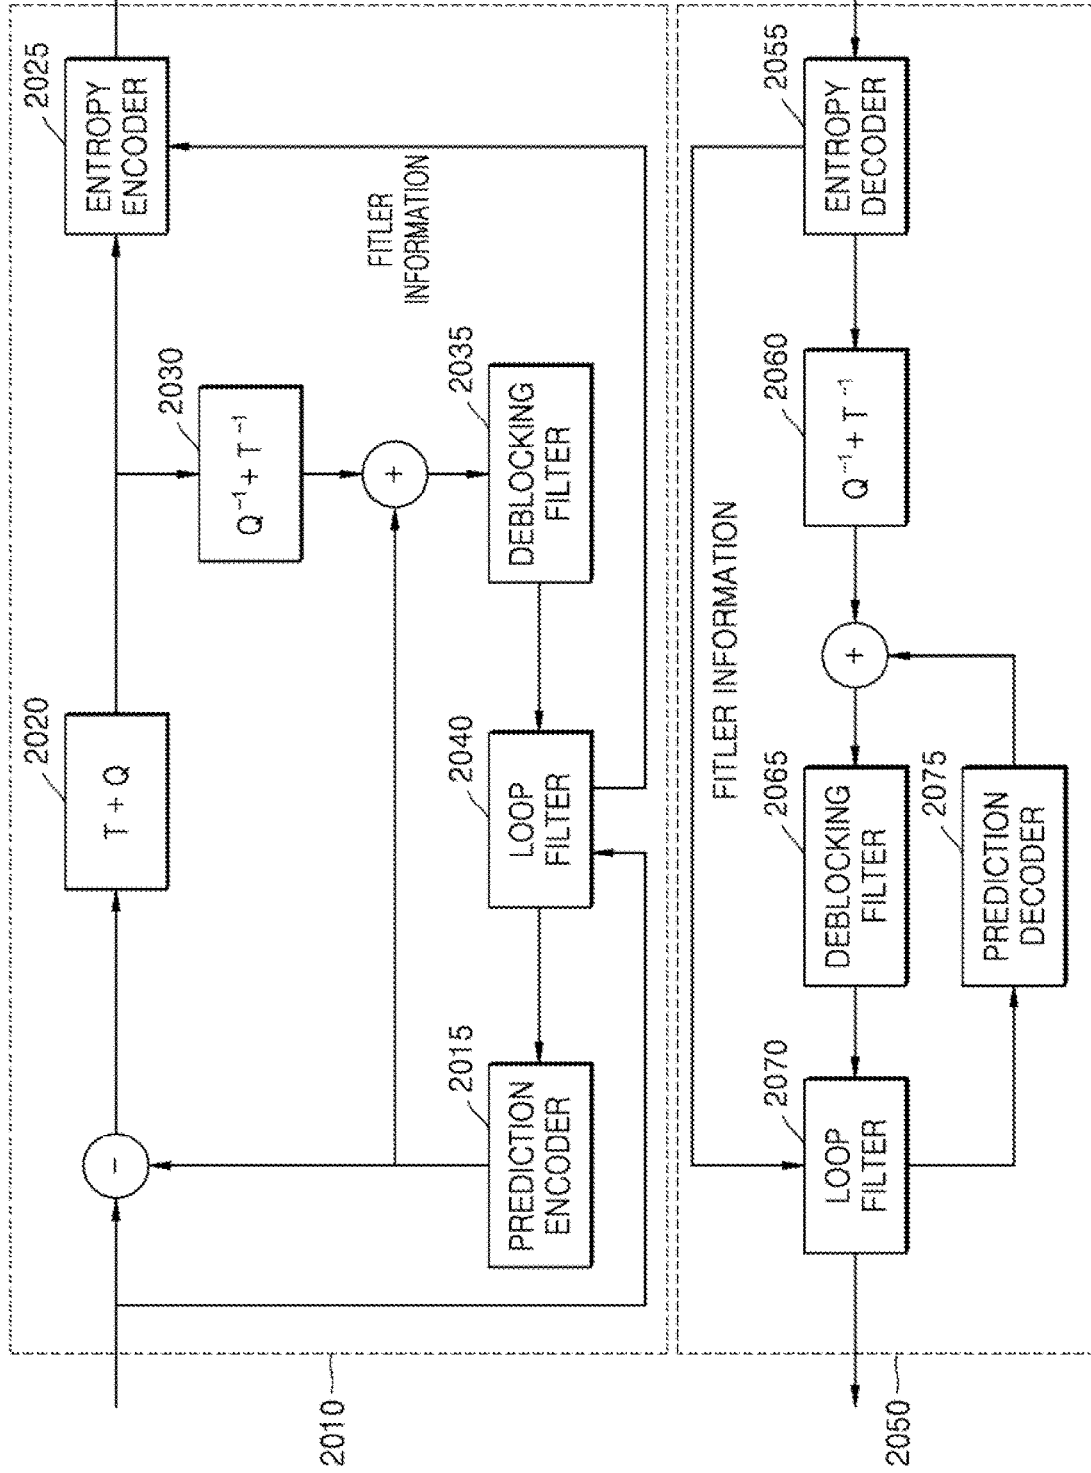 2010
-
2020
T + Q
2025
ENTROPY
ENCODER
2030
Q⁻¹ + T⁻¹
+
FITLER
INFORMATION
2015
PREDICTION
ENCODER
2040
LOOP
FILTER
2035
DEBLOCKING
FILTER
2050
FITLER INFORMATION
2070
LOOP
FILTER
2065
DEBLOCKING
FILTER
+
2060
Q⁻¹ + T⁻¹
2055
ENTROPY
DECODER
2075
PREDICTION
DECODER